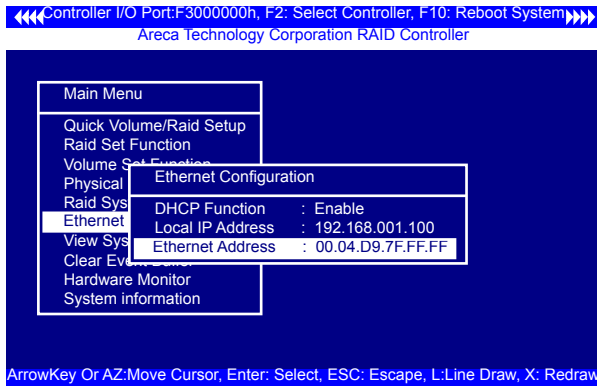 Controller I/O Port:F3000000h, F2: Select Controller, F10: Reboot System
Areca Technology Corporation RAID Controller
Main Menu
Quick Volume/Raid Setup
Raid Set Function
Volume Set Function
Physical
Raid Sys
Ethernet
View Sys
Clear Event Buffer
Hardware Monitor
System information
Ethernet Configuration
DHCP Function : Enable
Local IP Address : 192.168.001.100
Ethernet Address : 00.04.D9.7F.FF.FF
ArrowKey Or AZ:Move Cursor, Enter: Select, ESC: Escape, L:Line Draw, X: Redraw